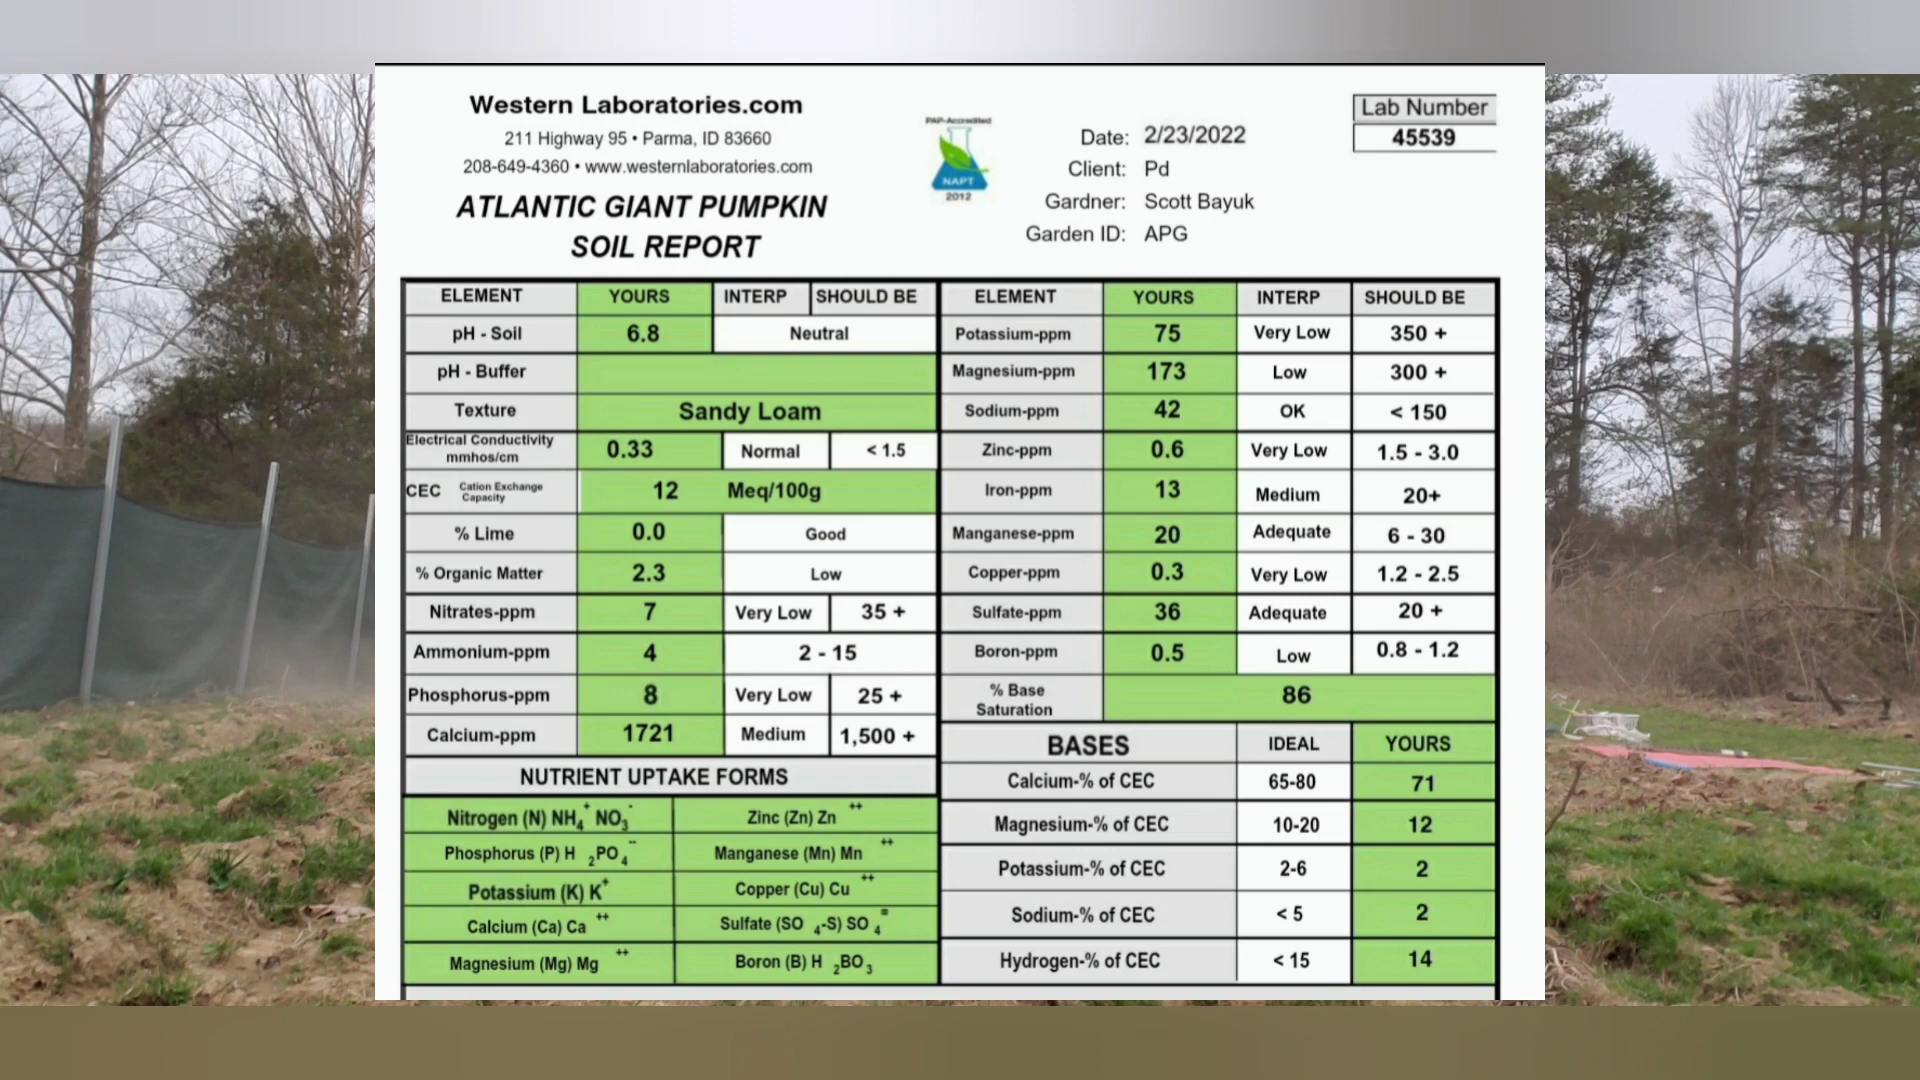 Western Laboratories.com
211 Highway 95 • Parma, ID 83660
208-649-4360 • www.westernlaboratories.com
ATLANTIC GIANT PUMPKIN
SOIL REPORT
PAP-Accredited
NAPT
2012
Date: 2/23/2022
Client: Pd
Gardner: Scott Bayuk
Garden ID: APG
Lab Number
45539
ELEMENT YOURS INTERP SHOULD BE
pH - Soil 6.8 Neutral
pH - Buffer
Texture Sandy Loam
Electrical Conductivity
mmhos/cm 0.33 Normal < 1.5
CEC Cation Exchange
Capacity 12 Meq/100g
% Lime 0.0 Good
% Organic Matter 2.3 Low
Nitrates-ppm 7 Very Low 35 +
Ammonium-ppm 4 2 - 15
Phosphorus-ppm 8 Very Low 25 +
Calcium-ppm 1721 Medium 1,500 +
NUTRIENT UPTAKE FORMS
Nitrogen (N) NH4+ NO3- Zinc (Zn) Zn ++
Phosphorus (P) H 2PO4-- Manganese (Mn) Mn ++
Potassium (K) K+ Copper (Cu) Cu ++
Calcium (Ca) Ca ++ Sulfate (SO 4-S) SO 4=
Magnesium (Mg) Mg ++ Boron (B) H 2BO3
ELEMENT YOURS INTERP SHOULD BE
Potassium-ppm 75 Very Low 350 +
Magnesium-ppm 173 Low 300 +
Sodium-ppm 42 OK < 150
Zinc-ppm 0.6 Very Low 1.5 - 3.0
Iron-ppm 13 Medium 20+
Manganese-ppm 20 Adequate 6 - 30
Copper-ppm 0.3 Very Low 1.2 - 2.5
Sulfate-ppm 36 Adequate 20 +
Boron-ppm 0.5 Low 0.8 - 1.2
% Base
Saturation 86
BASES IDEAL YOURS
Calcium-% of CEC 65-80 71
Magnesium-% of CEC 10-20 12
Potassium-% of CEC 2-6 2
Sodium-% of CEC < 5 2
Hydrogen-% of CEC < 15 14